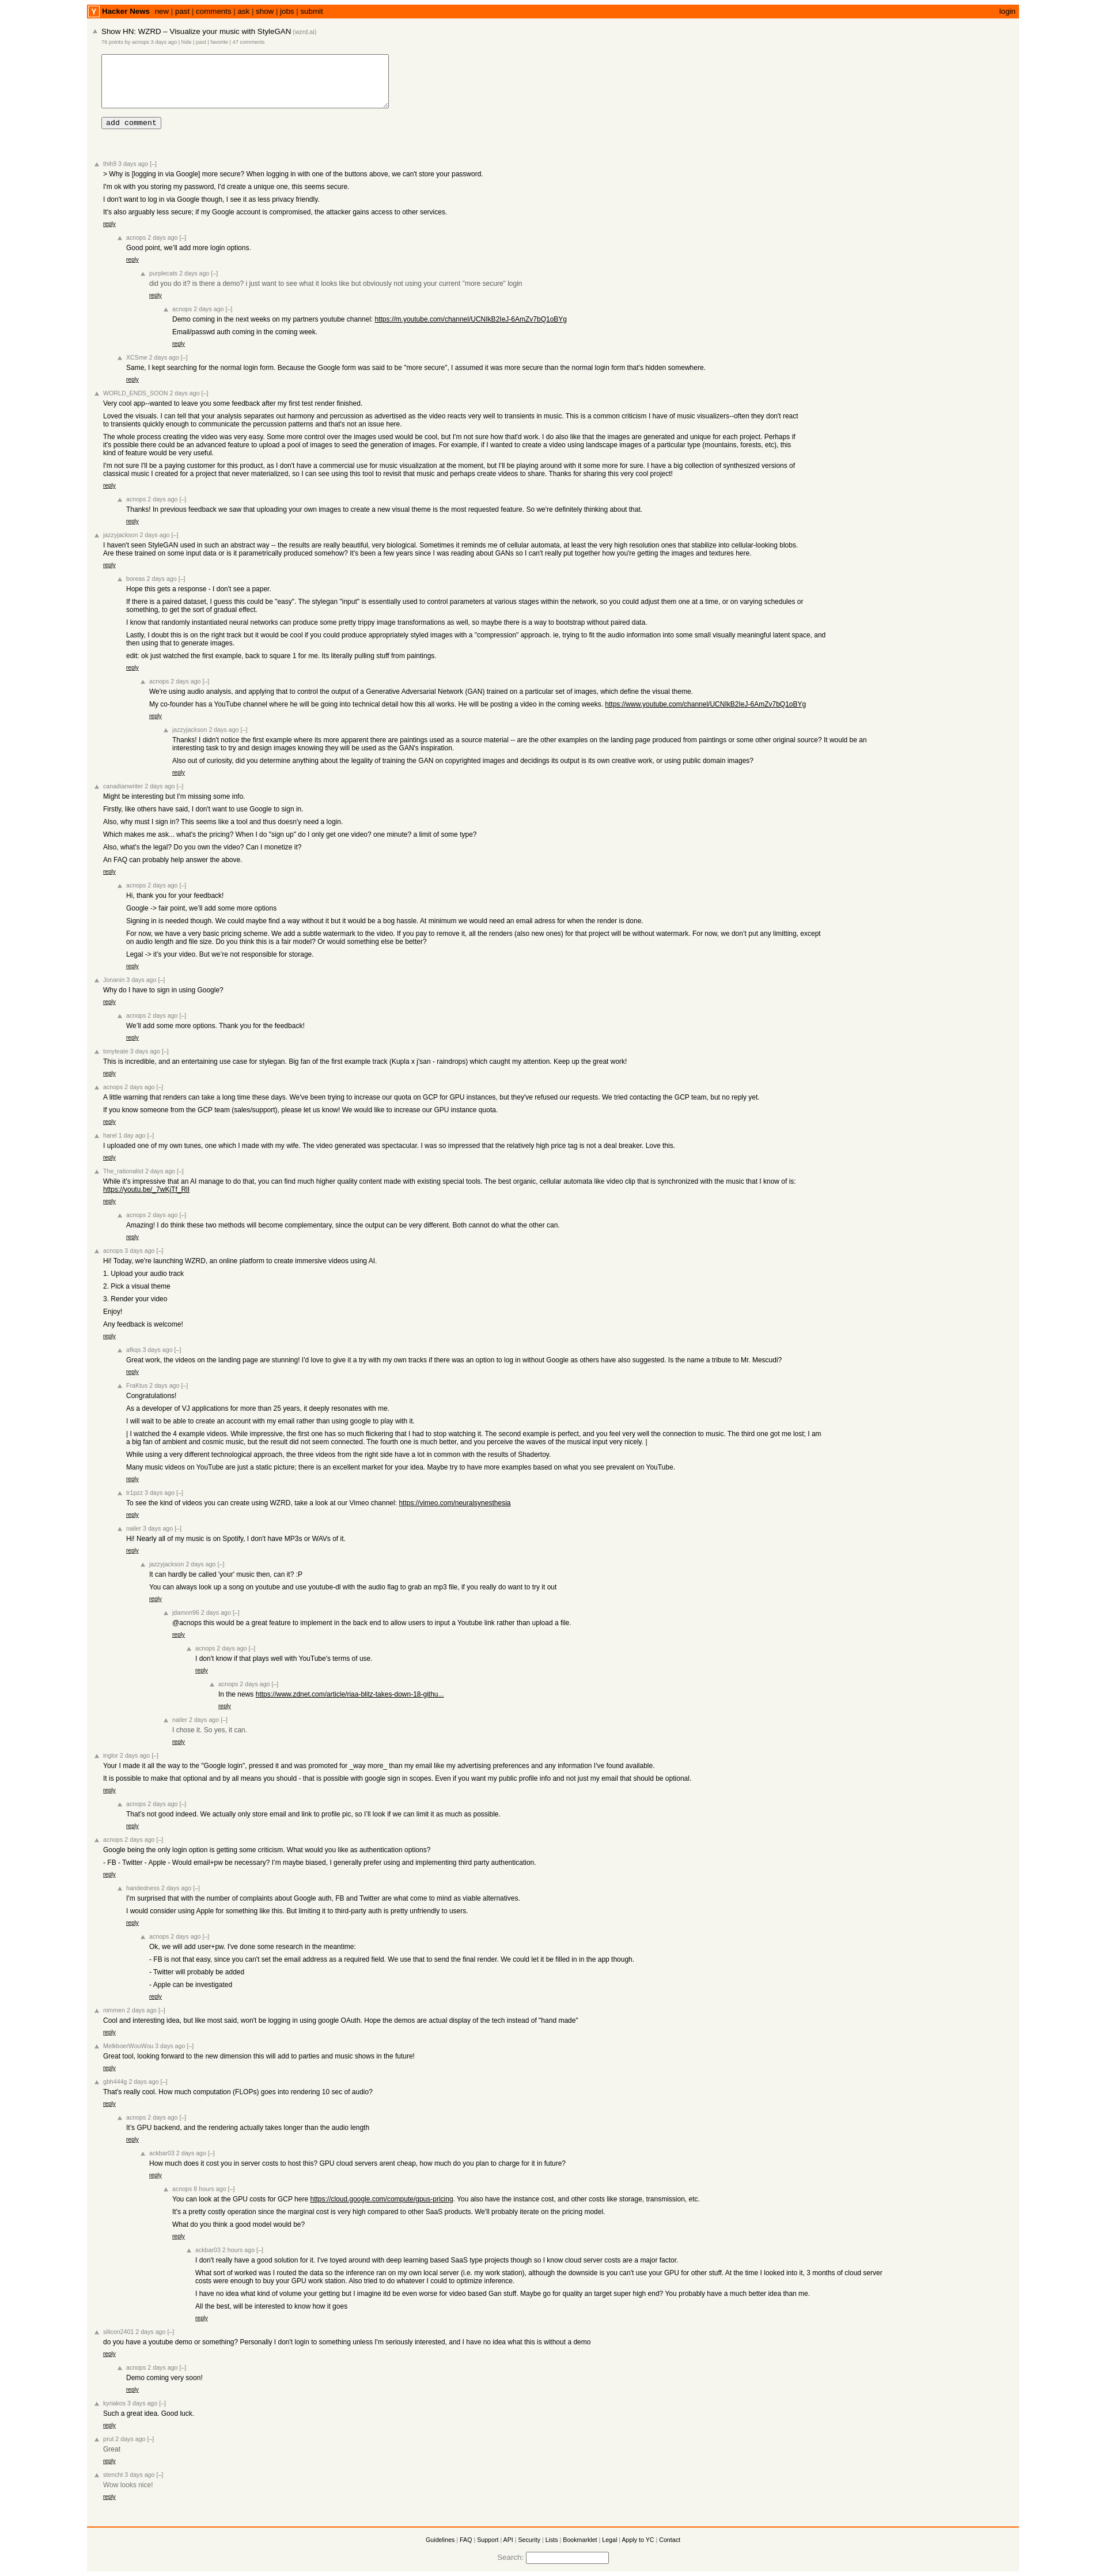 Y Hacker News new | past | comments | ask | show | jobs | submit login
Show HN: WZRD – Visualize your music with StyleGAN (wzrd.ai)
76 points by acnops 3 days ago | hide | past | favorite | 47 comments
add comment
thih9 3 days ago [–]
> Why is [logging in via Google] more secure? When logging in with one of the buttons above, we can't store your password.
I'm ok with you storing my password, I'd create a unique one, this seems secure.
I don't want to log in via Google though, I see it as less privacy friendly.
It's also arguably less secure; if my Google account is compromised, the attacker gains access to other services.
reply
acnops 2 days ago [–]
Good point, we'll add more login options.
reply
purplecats 2 days ago [–]
did you do it? is there a demo? i just want to see what it looks like but obviously not using your current "more secure" login
reply
acnops 2 days ago [–]
Demo coming in the next weeks on my partners youtube channel: https://m.youtube.com/channel/UCNIkB2IeJ-6AmZv7bQ1oBYg
Email/passwd auth coming in the coming week.
reply
XCSme 2 days ago [–]
Same, I kept searching for the normal login form. Because the Google form was said to be "more secure", I assumed it was more secure than the normal login form that's hidden somewhere.
reply
WORLD_ENDS_SOON 2 days ago [–]
Very cool app--wanted to leave you some feedback after my first test render finished.
Loved the visuals. I can tell that your analysis separates out harmony and percussion as advertised as the video reacts very well to transients in music. This is a common criticism I have of music visualizers--often they don't react
to transients quickly enough to communicate the percussion patterns and that's not an issue here.
The whole process creating the video was very easy. Some more control over the images used would be cool, but I'm not sure how that'd work. I do also like that the images are generated and unique for each project. Perhaps if
it's possible there could be an advanced feature to upload a pool of images to seed the generation of images. For example, if I wanted to create a video using landscape images of a particular type (mountains, forests, etc), this
kind of feature would be very useful.
I'm not sure I'll be a paying customer for this product, as I don't have a commercial use for music visualization at the moment, but I'll be playing around with it some more for sure. I have a big collection of synthesized versions of
classical music I created for a project that never materialized, so I can see using this tool to revisit that music and perhaps create videos to share. Thanks for sharing this very cool project!
reply
acnops 2 days ago [–]
Thanks! In previous feedback we saw that uploading your own images to create a new visual theme is the most requested feature. So we're definitely thinking about that.
reply
jazzyjackson 2 days ago [–]
I haven't seen StyleGAN used in such an abstract way -- the results are really beautiful, very biological. Sometimes it reminds me of cellular automata, at least the very high resolution ones that stabilize into cellular-looking blobs.
Are these trained on some input data or is it parametrically produced somehow? It's been a few years since I was reading about GANs so I can't really put together how you're getting the images and textures here.
reply
boreas 2 days ago [–]
Hope this gets a response - I don't see a paper.
If there is a paired dataset, I guess this could be "easy". The stylegan "input" is essentially used to control parameters at various stages within the network, so you could adjust them one at a time, or on varying schedules or
something, to get the sort of gradual effect.
I know that randomly instantiated neural networks can produce some pretty trippy image transformations as well, so maybe there is a way to bootstrap without paired data.
Lastly, I doubt this is on the right track but it would be cool if you could produce appropriately styled images with a "compression" approach. ie, trying to fit the audio information into some small visually meaningful latent space, and
then using that to generate images.
edit: ok just watched the first example, back to square 1 for me. Its literally pulling stuff from paintings.
reply
acnops 2 days ago [–]
We're using audio analysis, and applying that to control the output of a Generative Adversarial Network (GAN) trained on a particular set of images, which define the visual theme.
My co-founder has a YouTube channel where he will be going into technical detail how this all works. He will be posting a video in the coming weeks. https://www.youtube.com/channel/UCNIkB2IeJ-6AmZv7bQ1oBYg
reply
jazzyjackson 2 days ago [–]
Thanks! I didn't notice the first example where its more apparent there are paintings used as a source material -- are the other examples on the landing page produced from paintings or some other original source? It would be an
interesting task to try and design images knowing they will be used as the GAN's inspiration.
Also out of curiosity, did you determine anything about the legality of training the GAN on copyrighted images and decidings its output is its own creative work, or using public domain images?
reply
canadianwriter 2 days ago [–]
Might be interesting but I'm missing some info.
Firstly, like others have said, I don't want to use Google to sign in.
Also, why must I sign in? This seems like a tool and thus doesn'y need a login.
Which makes me ask... what's the pricing? When I do "sign up" do I only get one video? one minute? a limit of some type?
Also, what's the legal? Do you own the video? Can I monetize it?
An FAQ can probably help answer the above.
reply
acnops 2 days ago [–]
Hi, thank you for your feedback!
Google -> fair point, we'll add some more options
Signing in is needed though. We could maybe find a way without it but it would be a bog hassle. At minimum we would need an email adress for when the render is done.
For now, we have a very basic pricing scheme. We add a subtle watermark to the video. If you pay to remove it, all the renders (also new ones) for that project will be without watermark. For now, we don't put any limitting, except
on audio length and file size. Do you think this is a fair model? Or would something else be better?
Legal -> it's your video. But we're not responsible for storage.
reply
Jonanin 3 days ago [–]
Why do I have to sign in using Google?
reply
acnops 2 days ago [–]
We'll add some more options. Thank you for the feedback!
reply
tonyteate 3 days ago [–]
This is incredible, and an entertaining use case for stylegan. Big fan of the first example track (Kupla x j'san - raindrops) which caught my attention. Keep up the great work!
reply
acnops 2 days ago [–]
A little warning that renders can take a long time these days. We've been trying to increase our quota on GCP for GPU instances, but they've refused our requests. We tried contacting the GCP team, but no reply yet.
If you know someone from the GCP team (sales/support), please let us know! We would like to increase our GPU instance quota.
reply
harel 1 day ago [–]
I uploaded one of my own tunes, one which I made with my wife. The video generated was spectacular. I was so impressed that the relatively high price tag is not a deal breaker. Love this.
reply
The_rationalist 2 days ago [–]
While it's impressive that an AI manage to do that, you can find much higher quality content made with existing special tools. The best organic, cellular automata like video clip that is synchronized with the music that I know of is:
https://youtu.be/_7wKjTf_RlI
reply
acnops 2 days ago [–]
Amazing! I do think these two methods will become complementary, since the output can be very different. Both cannot do what the other can.
reply
acnops 3 days ago [–]
Hi! Today, we're launching WZRD, an online platform to create immersive videos using AI.
1. Upload your audio track
2. Pick a visual theme
3. Render your video
Enjoy!
Any feedback is welcome!
reply
afkqs 3 days ago [–]
Great work, the videos on the landing page are stunning! I'd love to give it a try with my own tracks if there was an option to log in without Google as others have also suggested. Is the name a tribute to Mr. Mescudi?
reply
FraKtus 2 days ago [–]
Congratulations!
As a developer of VJ applications for more than 25 years, it deeply resonates with me.
I will wait to be able to create an account with my email rather than using google to play with it.
| I watched the 4 example videos. While impressive, the first one has so much flickering that I had to stop watching it. The second example is perfect, and you feel very well the connection to music. The third one got me lost; I am
a big fan of ambient and cosmic music, but the result did not seem connected. The fourth one is much better, and you perceive the waves of the musical input very nicely. |
While using a very different technological approach, the three videos from the right side have a lot in common with the results of Shadertoy.
Many music videos on YouTube are just a static picture; there is an excellent market for your idea. Maybe try to have more examples based on what you see prevalent on YouTube.
reply
tr1pzz 3 days ago [–]
To see the kind of videos you can create using WZRD, take a look at our Vimeo channel: https://vimeo.com/neuralsynesthesia
reply
nailer 3 days ago [–]
Hi! Nearly all of my music is on Spotify, I don't have MP3s or WAVs of it.
reply
jazzyjackson 2 days ago [–]
It can hardly be called 'your' music then, can it? :P
You can always look up a song on youtube and use youtube-dl with the audio flag to grab an mp3 file, if you really do want to try it out
reply
jdamon96 2 days ago [–]
@acnops this would be a great feature to implement in the back end to allow users to input a Youtube link rather than upload a file.
reply
acnops 2 days ago [–]
I don't know if that plays well with YouTube's terms of use.
reply
acnops 2 days ago [–]
In the news https://www.zdnet.com/article/riaa-blitz-takes-down-18-githu...
reply
nailer 2 days ago [–]
I chose it. So yes, it can.
reply
Inglor 2 days ago [–]
Your I made it all the way to the "Google login", pressed it and was promoted for _way more_ than my email like my advertising preferences and any information I've found available.
It is possible to make that optional and by all means you should - that is possible with google sign in scopes. Even if you want my public profile info and not just my email that should be optional.
reply
acnops 2 days ago [–]
That's not good indeed. We actually only store email and link to profile pic, so I'll look if we can limit it as much as possible.
reply
acnops 2 days ago [–]
Google being the only login option is getting some criticism. What would you like as authentication options?
- FB - Twitter - Apple - Would email+pw be necessary? I'm maybe biased, I generally prefer using and implementing third party authentication.
reply
handedness 2 days ago [–]
I'm surprised that with the number of complaints about Google auth, FB and Twitter are what come to mind as viable alternatives.
I would consider using Apple for something like this. But limiting it to third-party auth is pretty unfriendly to users.
reply
acnops 2 days ago [–]
Ok, we will add user+pw. I've done some research in the meantime:
- FB is not that easy, since you can't set the email address as a required field. We use that to send the final render. We could let it be filled in in the app though.
- Twitter will probably be added
- Apple can be investigated
reply
nimmen 2 days ago [–]
Cool and interesting idea, but like most said, won't be logging in using google OAuth. Hope the demos are actual display of the tech instead of "hand made"
reply
MelkboerWouWou 3 days ago [–]
Great tool, looking forward to the new dimension this will add to parties and music shows in the future!
reply
gbh444g 2 days ago [–]
That's really cool. How much computation (FLOPs) goes into rendering 10 sec of audio?
reply
acnops 2 days ago [–]
It's GPU backend, and the rendering actually takes longer than the audio length
reply
ackbar03 2 days ago [–]
How much does it cost you in server costs to host this? GPU cloud servers arent cheap, how much do you plan to charge for it in future?
reply
acnops 8 hours ago [–]
You can look at the GPU costs for GCP here https://cloud.google.com/compute/gpus-pricing. You also have the instance cost, and other costs like storage, transmission, etc.
It's a pretty costly operation since the marginal cost is very high compared to other SaaS products. We'll probably iterate on the pricing model.
What do you think a good model would be?
reply
ackbar03 2 hours ago [–]
I don't really have a good solution for it. I've toyed around with deep learning based SaaS type projects though so I know cloud server costs are a major factor.
What sort of worked was I routed the data so the inference ran on my own local server (i.e. my work station), although the downside is you can't use your GPU for other stuff. At the time I looked into it, 3 months of cloud server
costs were enough to buy your GPU work station. Also tried to do whatever I could to optimize inference.
I have no idea what kind of volume your getting but I imagine itd be even worse for video based Gan stuff. Maybe go for quality an target super high end? You probably have a much better idea than me.
All the best, will be interested to know how it goes
reply
silicon2401 2 days ago [–]
do you have a youtube demo or something? Personally I don't login to something unless I'm seriously interested, and I have no idea what this is without a demo
reply
acnops 2 days ago [–]
Demo coming very soon!
reply
kyriakos 3 days ago [–]
Such a great idea. Good luck.
reply
prut 2 days ago [–]
Great
reply
stencht 3 days ago [–]
Wow looks nice!
reply
Guidelines | FAQ | Support | API | Security | Lists | Bookmarklet | Legal | Apply to YC | Contact
Search: